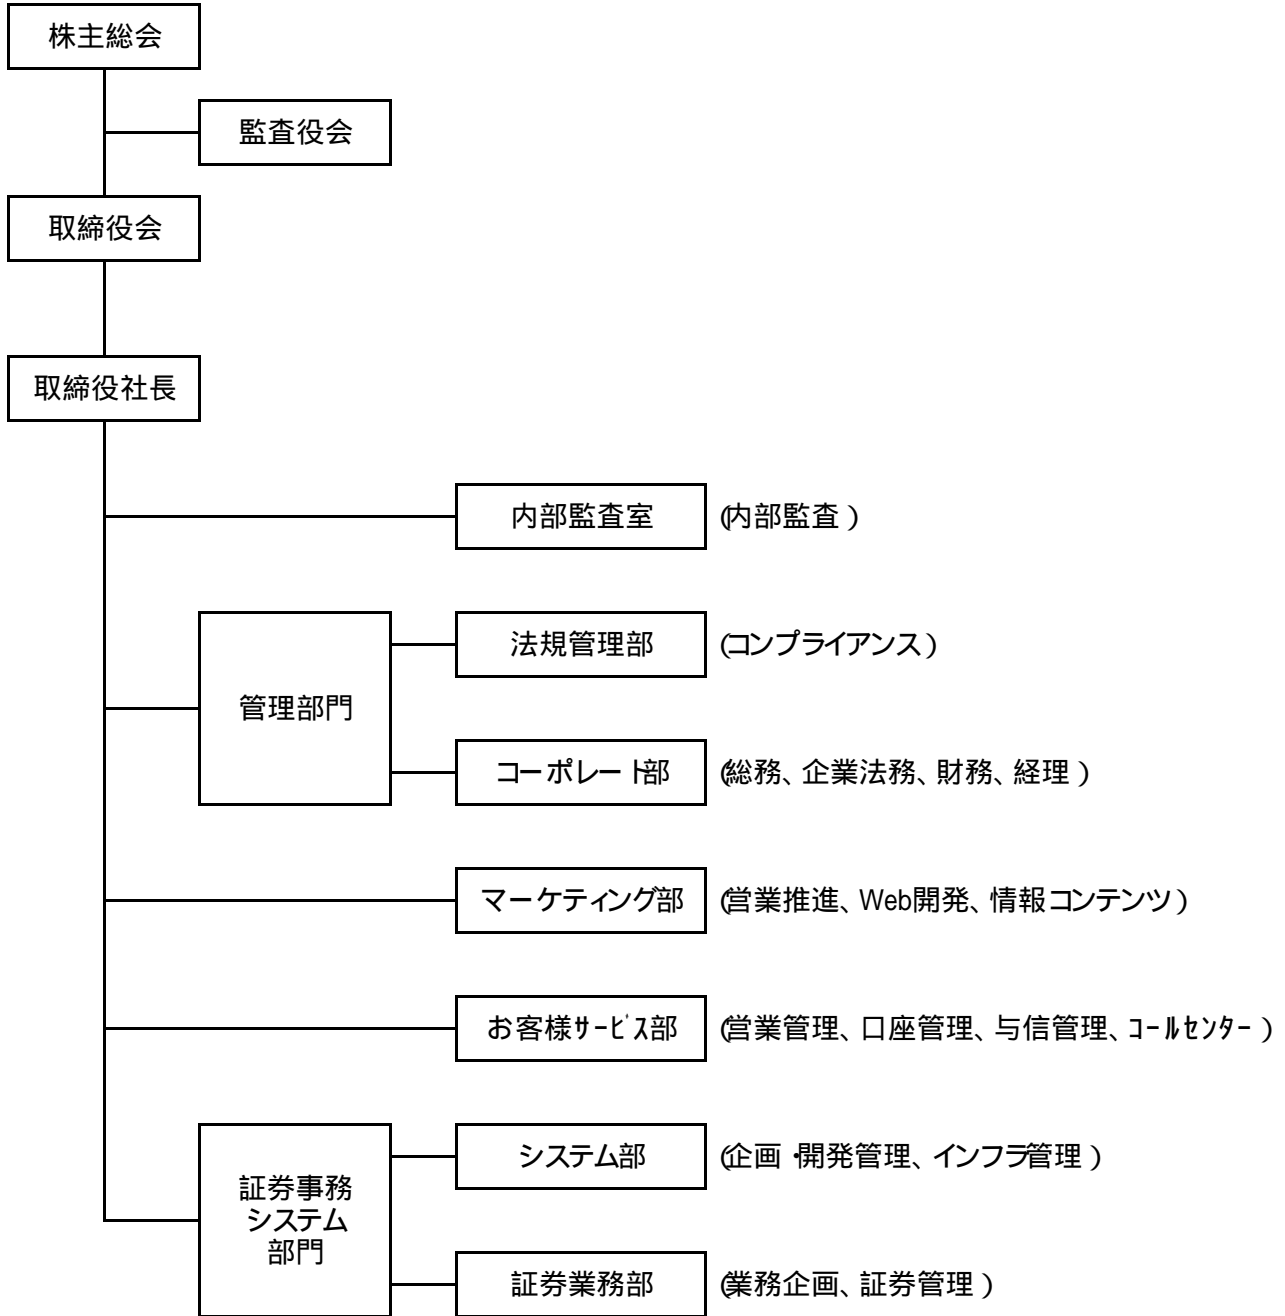 株主総会
監査役会
取締役会
取締役社長
内部監査室 (内部監査)
法規管理部 (コンプライアンス)
管理部門
コーポレート部 (総務、企業法務、財務、経理)
マーケティング部 (営業推進、Web開発、情報コンテンツ)
お客様サービス部 (営業管理、口座管理、与信管理、コールセンター)
システム部 (企画・開発管理、インフラ管理)
証券事務
システム
部門
証券業務部 (業務企画、証券管理)